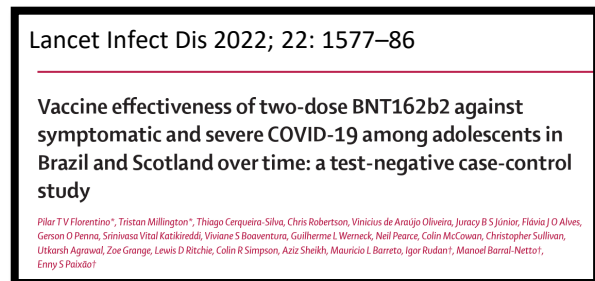 Lancet Infect Dis 2022; 22: 1577–86
Vaccine effectiveness of two-dose BNT162b2 against
symptomatic and severe COVID-19 among adolescents in
Brazil and Scotland over time: a test-negative case-control
study
Pilar T V Florentino*, Tristan Millington*, Thiago Cerqueira-Silva, Chris Robertson, Vinicius de Araújo Oliveira, Juracy B S Júnior, Flávia J O Alves,
Gerson O Penna, Srinivasa Vital Katikireddi, Viviane S Boaventura, Guilherme L Werneck, Neil Pearce, Colin McCowan, Christopher Sullivan,
Utkarsh Agrawal, Zoe Grange, Lewis D Ritchie, Colin R Simpson, Aziz Sheikh, Mauricio L Barreto, Igor Rudan†, Manoel Barral-Netto†,
Enny S Paixão†